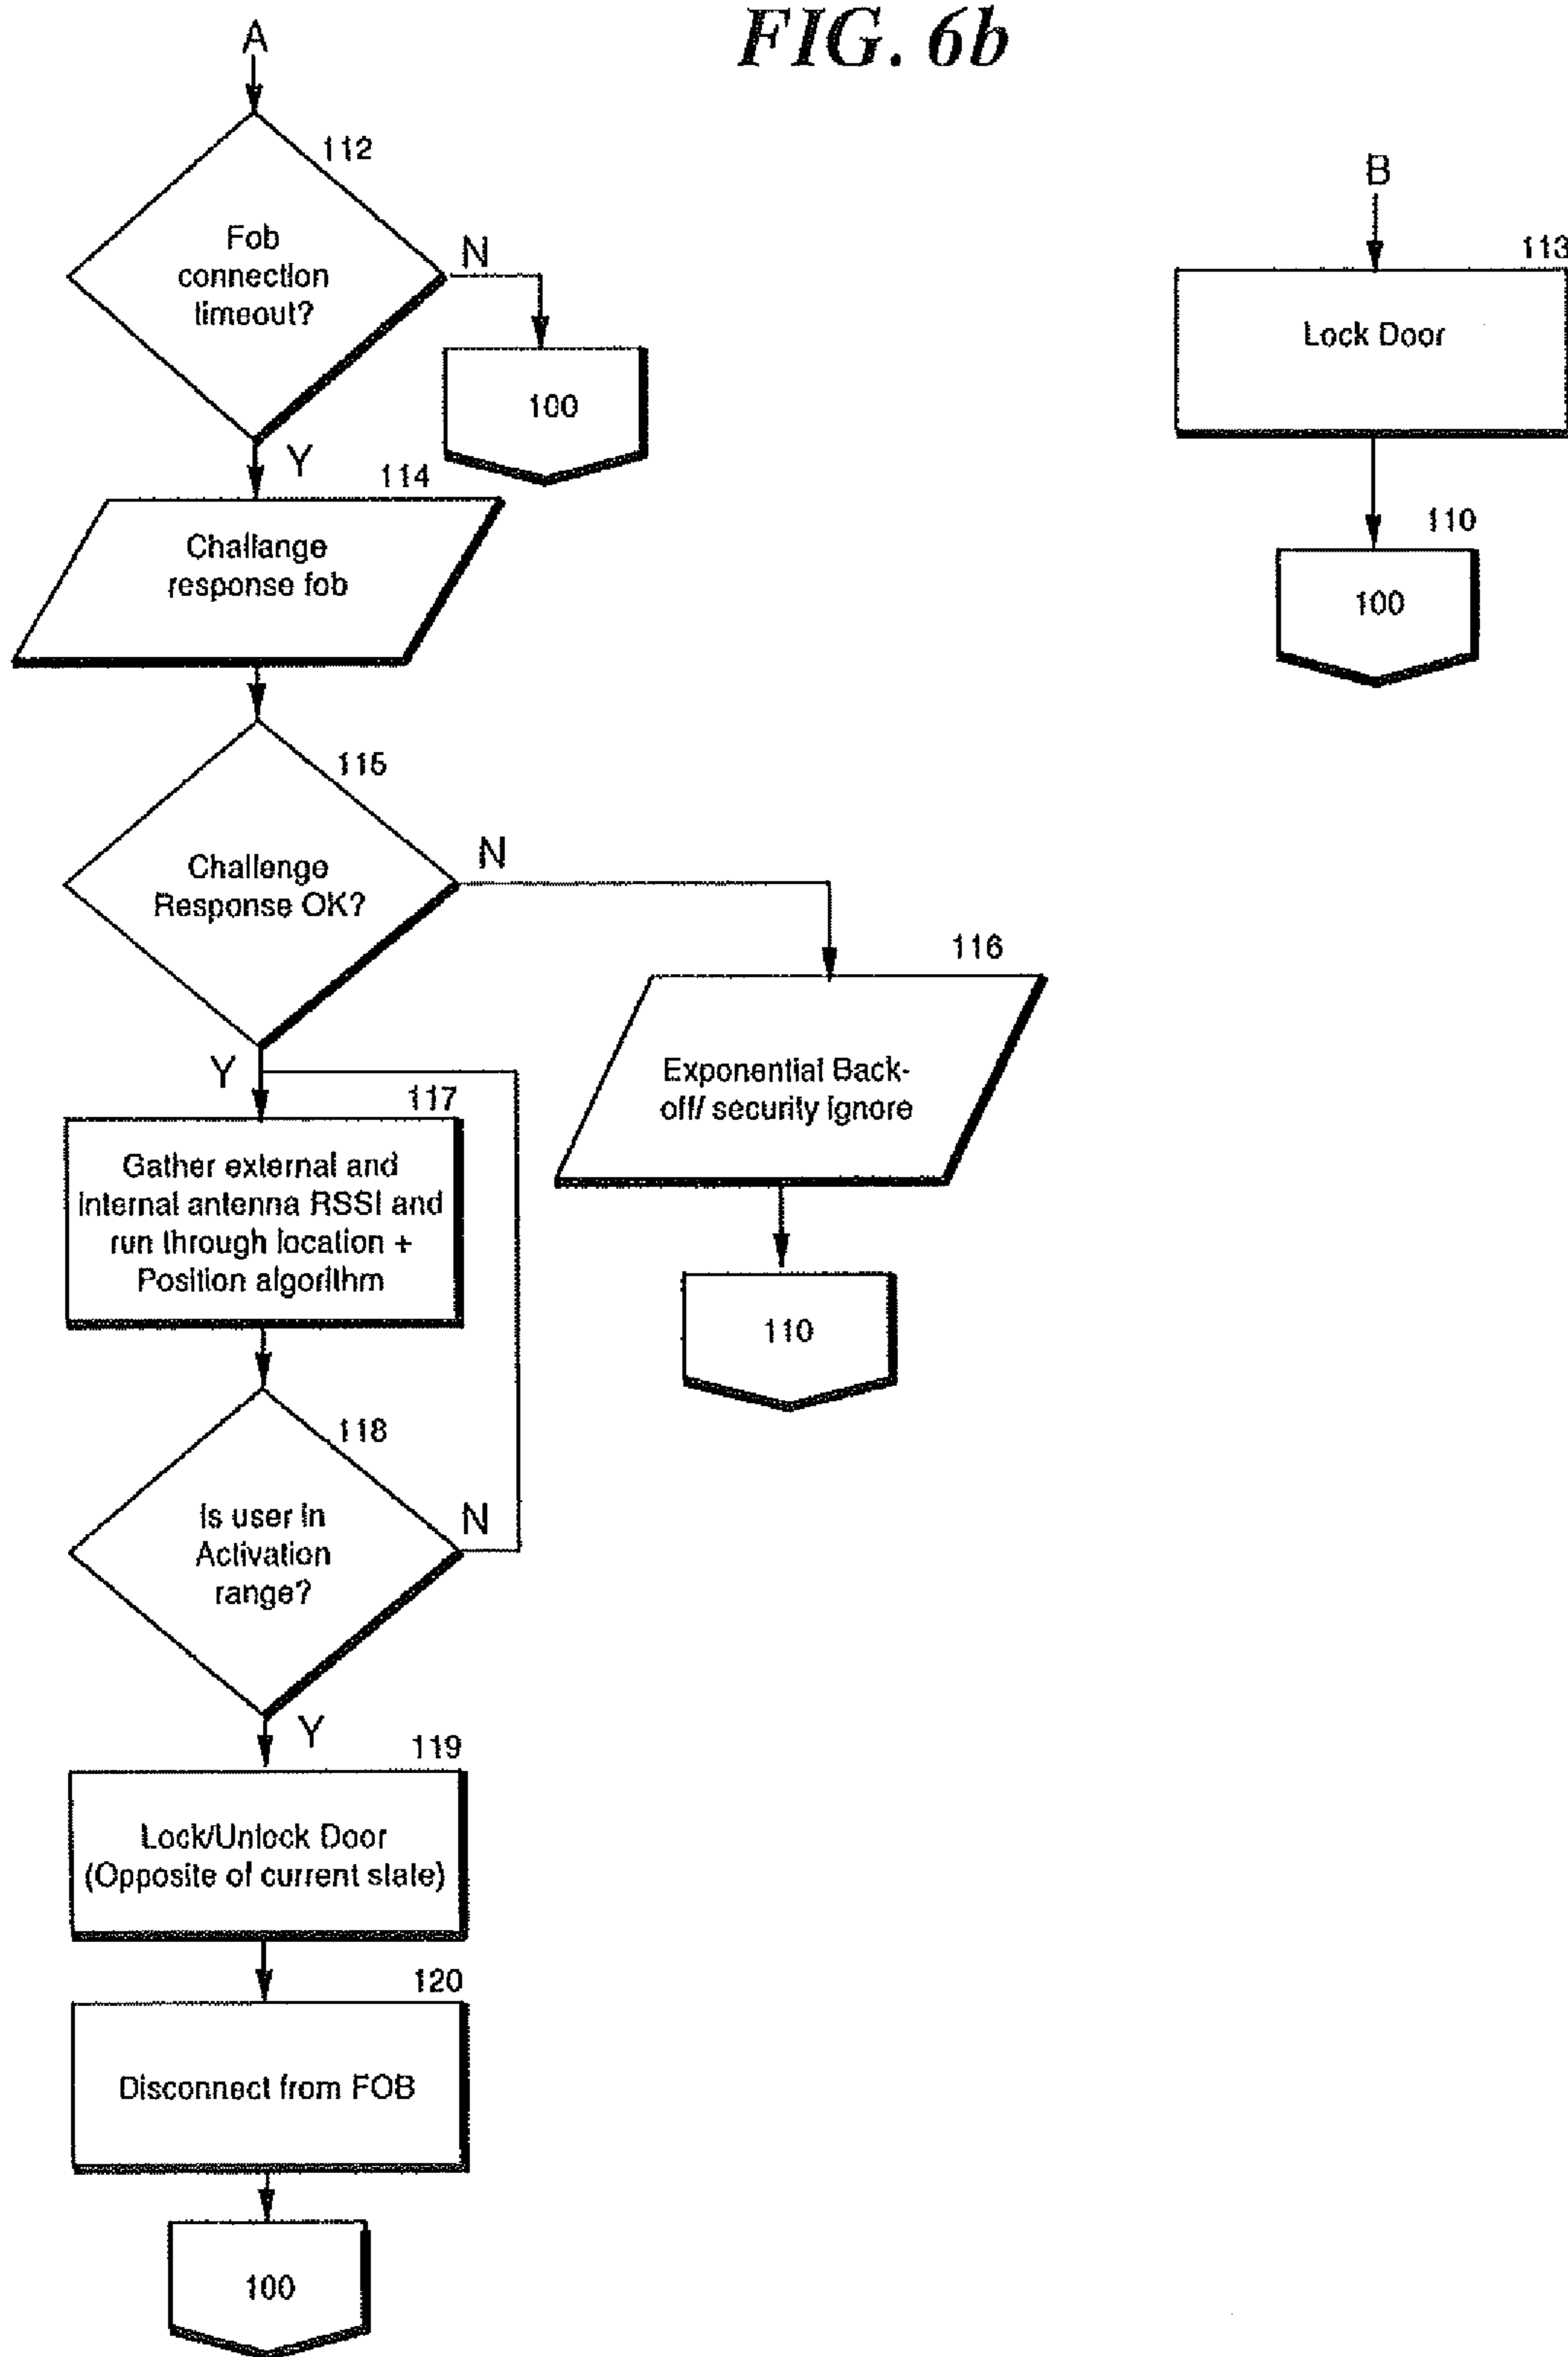 FIG. 6b
A
112
Fob
connection
timeout?
N
100
Y
114
Challange
response fob
115
Challenge
Response OK?
N
116
Exponential Back-
off/ security ignore
110
Y
117
Gather external and
internal antenna RSSI and
run through location +
Position algorithm
118
Is user in
Activation
range?
N
Y
119
Lock/Unlock Door
(Opposite of current state)
120
Disconnect from FOB
100
B
113
Lock Door
110
100